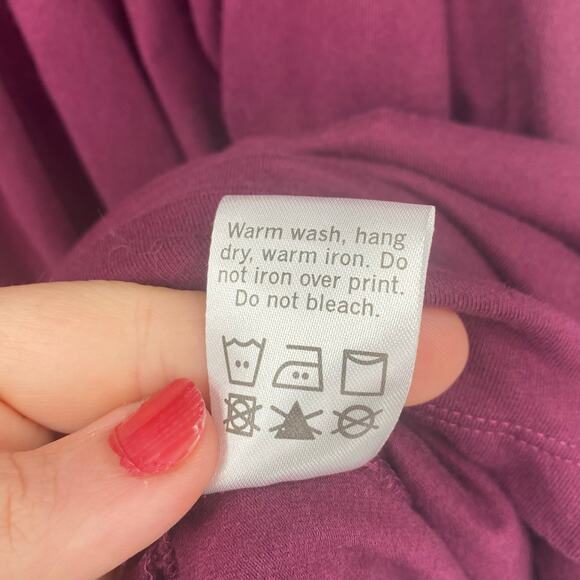 Warm wash, hang
dry, warm iron. Do
not iron over print.
Do not bleach.